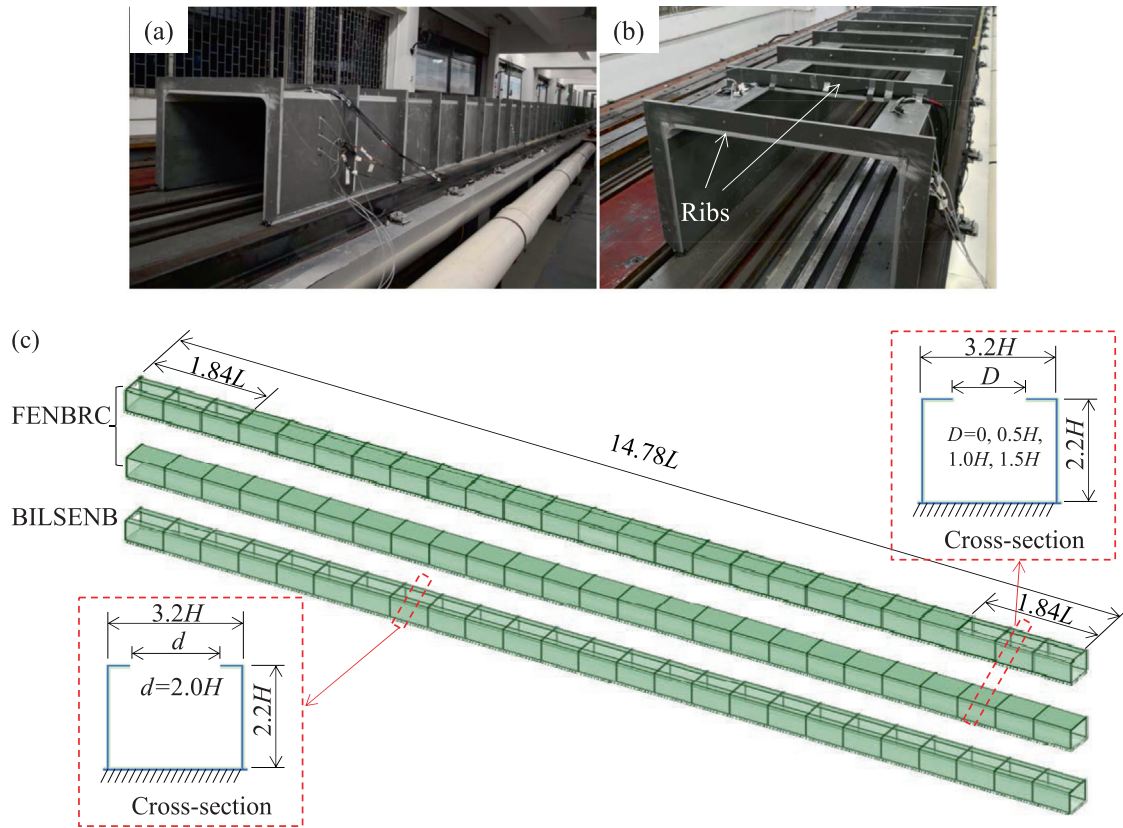 (a)
(b)
Ribs
(c)
1.84L
14.78L
FENBRC
BILSENB
3.2H
D
D=0, 0.5H,
1.0H, 1.5H
2.2H
Cross-section
1.84L
3.2H
d
d=2.0H
2.2H
Cross-section